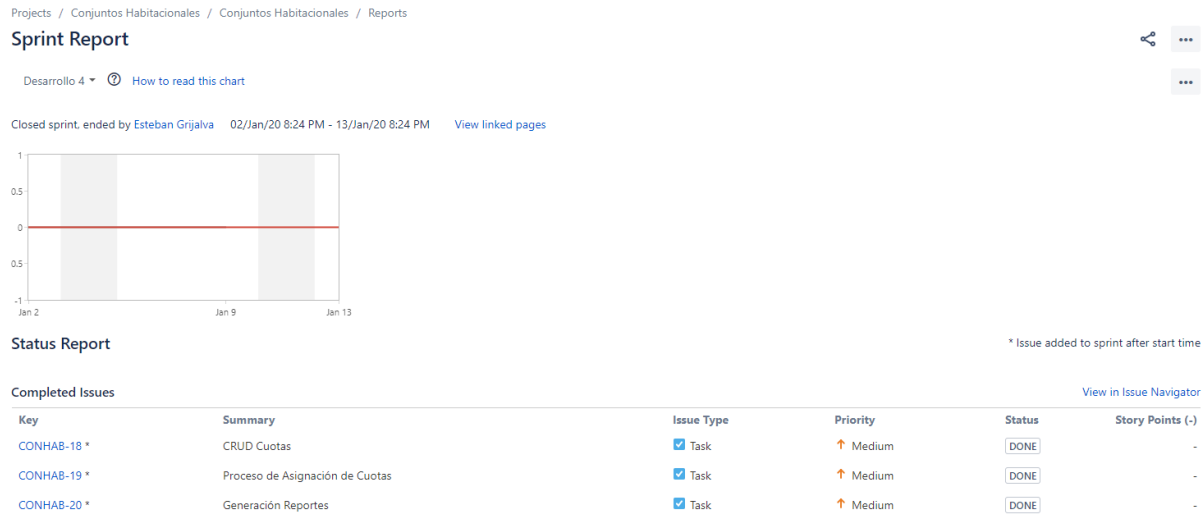 Projects / Conjuntos Habitacionales / Conjuntos Habitacionales / Reports
Sprint Report
Desarrollo 4 How to read this chart
Closed sprint, ended by Esteban Grijalva 02/Jan/20 8:24 PM - 13/Jan/20 8:24 PM View linked pages
1
0.5
0
0.5
-1
Jan 2 Jan 9 Jan 13
Status Report * Issue added to sprint after start time
Completed Issues View in Issue Navigator
Key Summary Issue Type Priority Status Story Points (-)
CONHAB-18 * CRUD Cuotas Task Medium DONE -
CONHAB-19 * Proceso de Asignación de Cuotas Task Medium DONE -
CONHAB-20 * Generación Reportes Task Medium DONE -